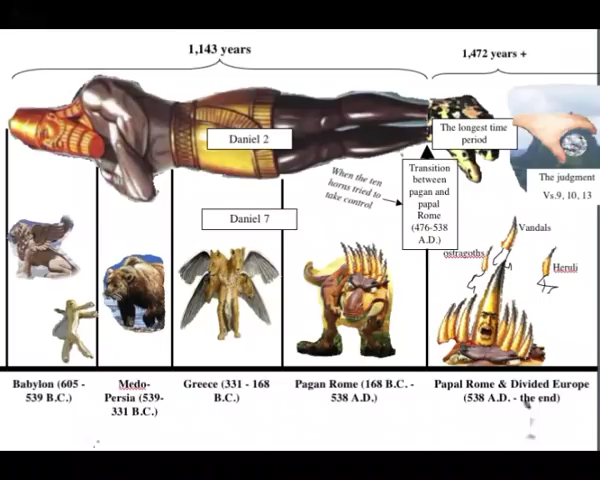 1,143 years
1,472 years +
Daniel 2
The longest time
period
The judgment
Vs.9, 10, 13
When the ten
horns tried to
take control
Transition
between
pagan and
papal
Rome
(476-538
A.D.)
Daniel 7
Vandals
ostragoths
Heruli
Babylon (605 -
539 B.C.)
Medo-
Persia (539-
331 B.C.)
Greece (331 - 168
B.C.)
Pagan Rome (168 B.C. -
538 A.D.)
Papal Rome & Divided Europe
(538 A.D. - the end)